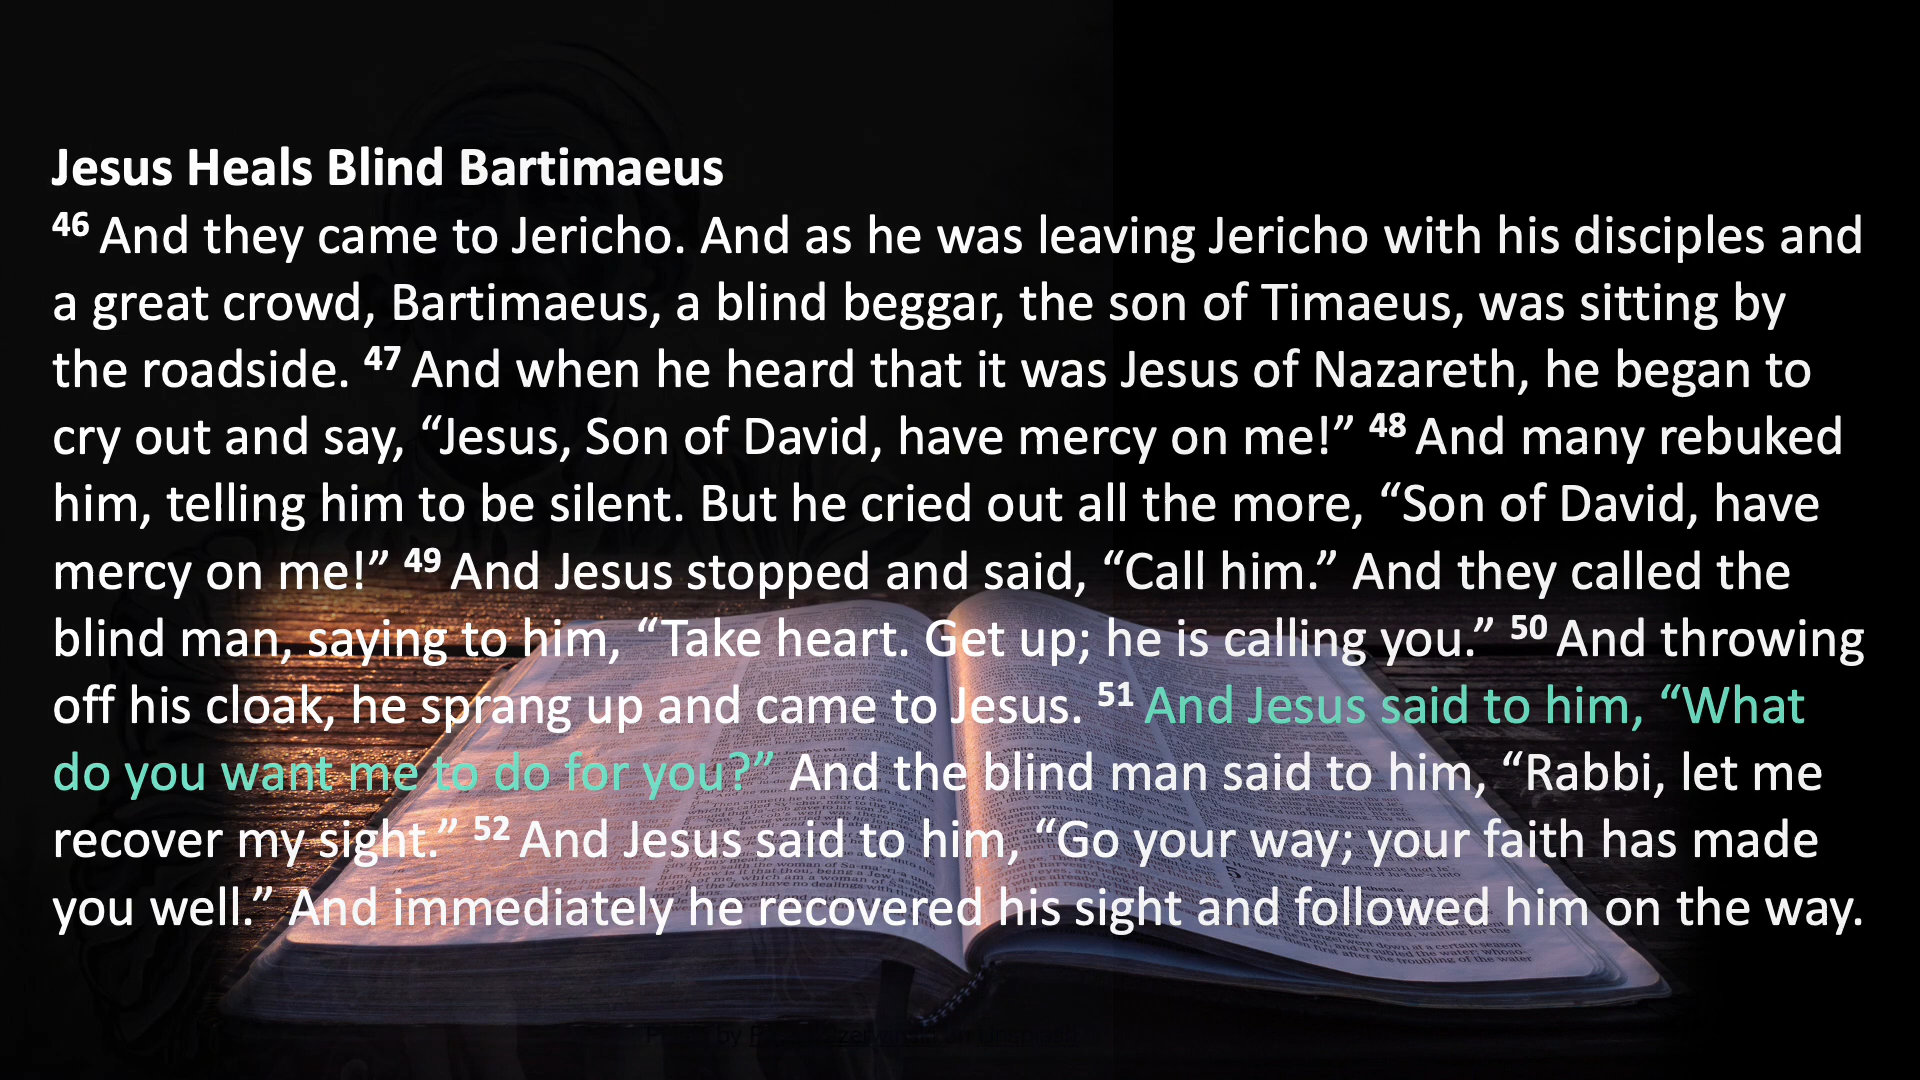 Jesus Heals Blind Bartimaeus
46 And they came to Jericho. And as he was leaving Jericho with his disciples and
a great crowd, Bartimaeus, a blind beggar, the son of Timaeus, was sitting by
the roadside. 47 And when he heard that it was Jesus of Nazareth, he began to
cry out and say, “Jesus, Son of David, have mercy on me!” 48 And many rebuked
him, telling him to be silent. But he cried out all the more, “Son of David, have
mercy on me!” 49 And Jesus stopped and said, “Call him.” And they called the
blind man, saying to him, “Take heart. Get up; he is calling you.” 50 And throwing
off his cloak, he sprang up and came to Jesus. 51 And Jesus said to him, “What
do you want me to do for you?” And the blind man said to him, “Rabbi, let me
recover my sight.” 52 And Jesus said to him, “Go your way; your faith has made
you well.” And immediately he recovered his sight and followed him on the way.